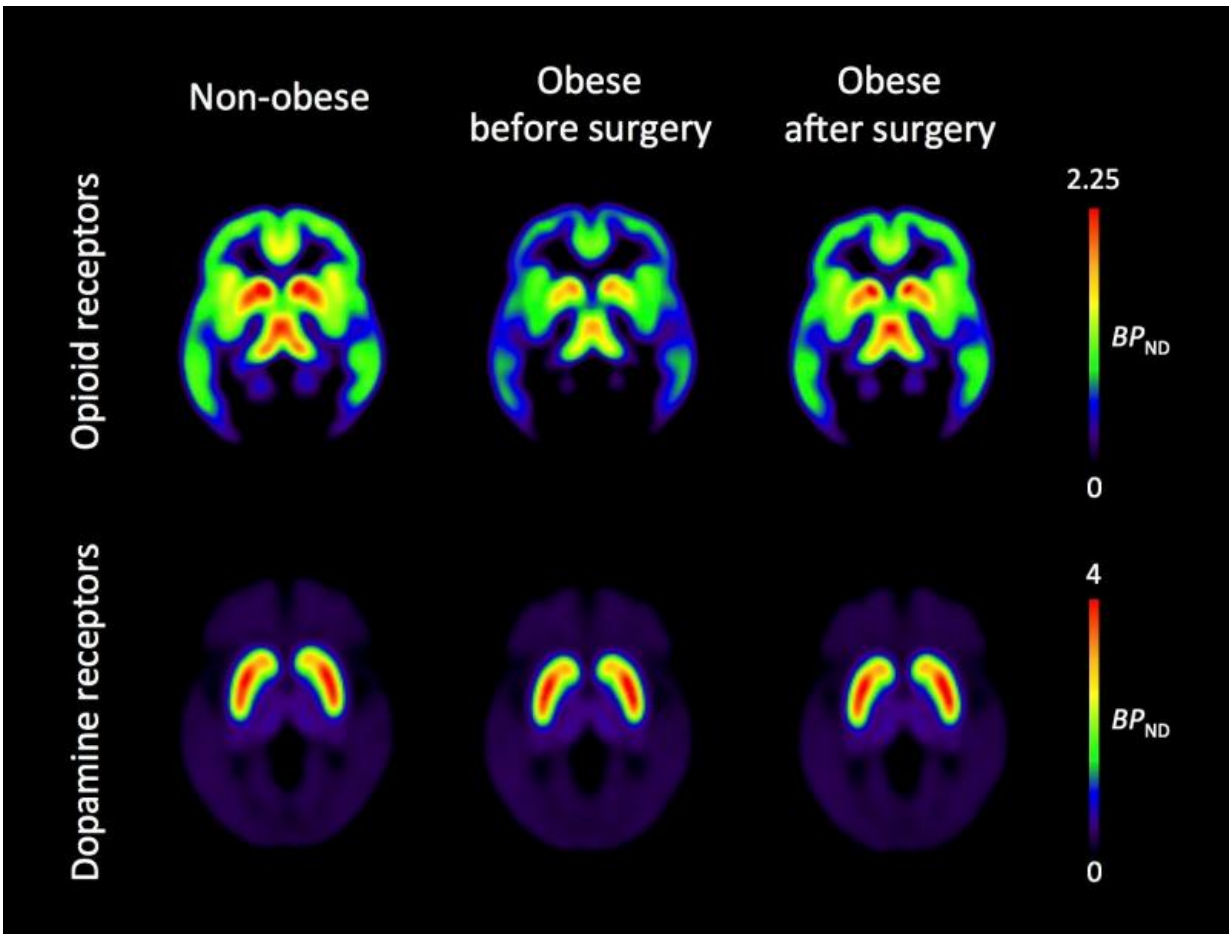 Non-obese
Obese
before surgery
Obese
after surgery
Opioid receptors
2.25
BPND
0
Dopamine receptors
4
BPND
0